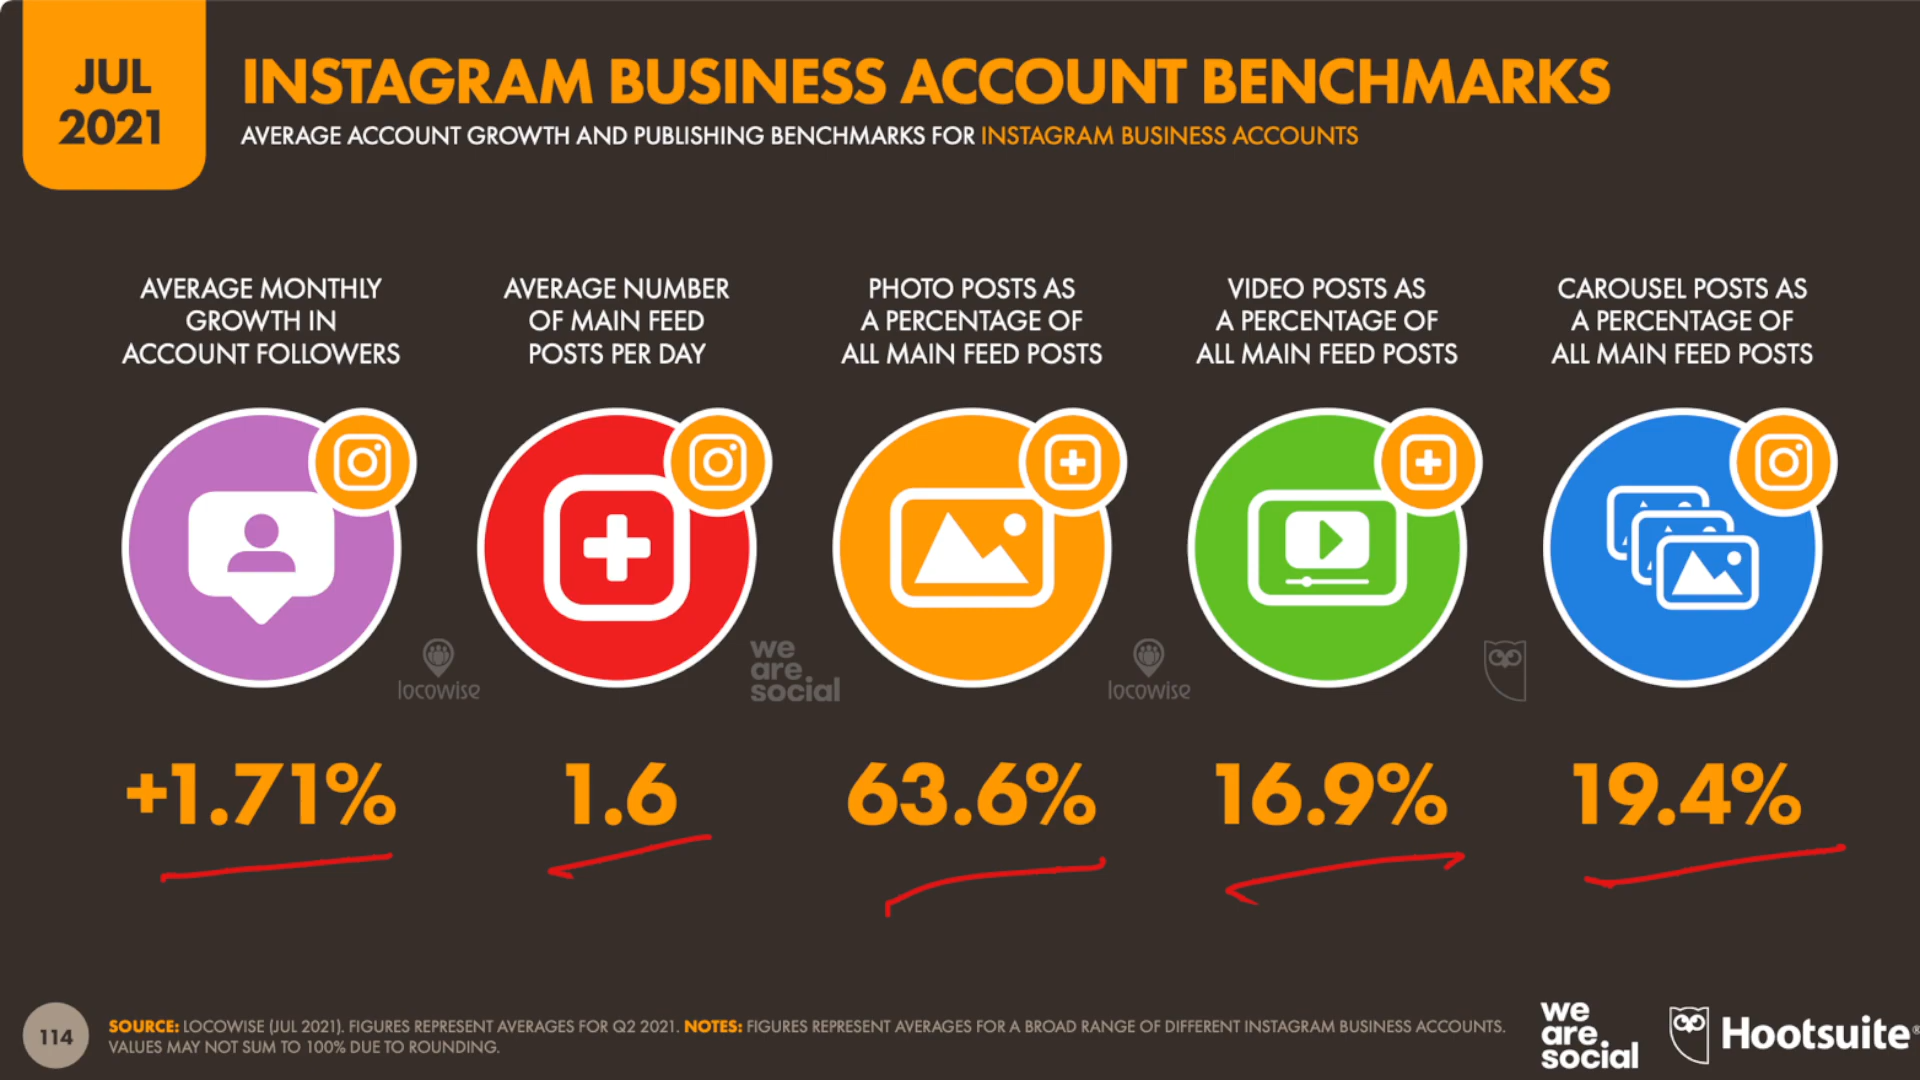 JUL
2021
INSTAGRAM BUSINESS ACCOUNT BENCHMARKS
AVERAGE ACCOUNT GROWTH AND PUBLISHING BENCHMARKS FOR INSTAGRAM BUSINESS ACCOUNTS
AVERAGE MONTHLY
GROWTH IN
ACCOUNT FOLLOWERS
AVERAGE NUMBER
OF MAIN FEED
POSTS PER DAY
PHOTO POSTS AS
A PERCENTAGE OF
ALL MAIN FEED POSTS
VIDEO POSTS AS
A PERCENTAGE OF
ALL MAIN FEED POSTS
CAROUSEL POSTS AS
A PERCENTAGE OF
ALL MAIN FEED POSTS
locowise
we
are.
social
locowise
+1.71%
1.6
63.6%
16.9%
19.4%
114
SOURCE: LOCOWISE (JUL 2021). FIGURES REPRESENT AVERAGES FOR Q2 2021. NOTES: FIGURES REPRESENT AVERAGES FOR A BROAD RANGE OF DIFFERENT INSTAGRAM BUSINESS ACCOUNTS.
VALUES MAY NOT SUM TO 100% DUE TO ROUNDING.
we
are.
social
Hootsuite®